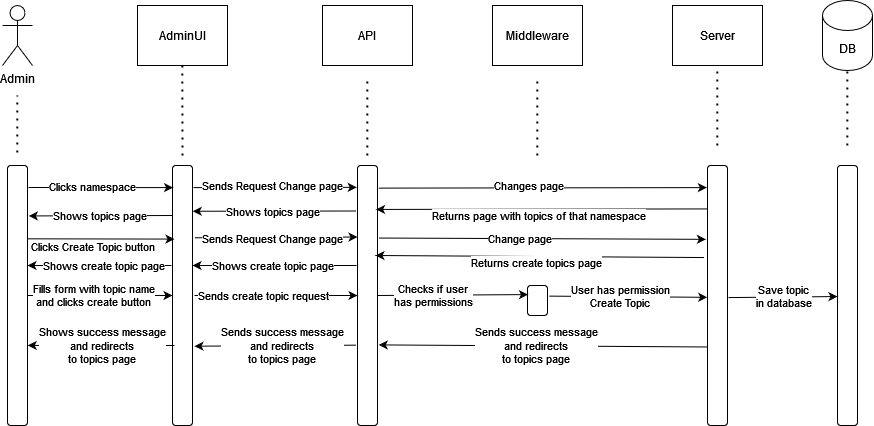 Admin
AdminUI
API
Middleware
Server
DB
Clicks namespace
Sends Request Change page
Changes page
Shows topics page
Shows topics page
Returns page with topics of that namespace
Clicks Create Topic button
Sends Request Change page
Change page
Shows create topic page
Shows create topic page
Returns create topics page
Fills form with topic name
and clicks create button
Sends create topic request
Checks if user
has permissions
User has permission
Create Topic
Save topic
in database
Shows success message
and redirects
to topics page
Sends success message
and redirects
to topics page
Sends success message
and redirects
to topics page